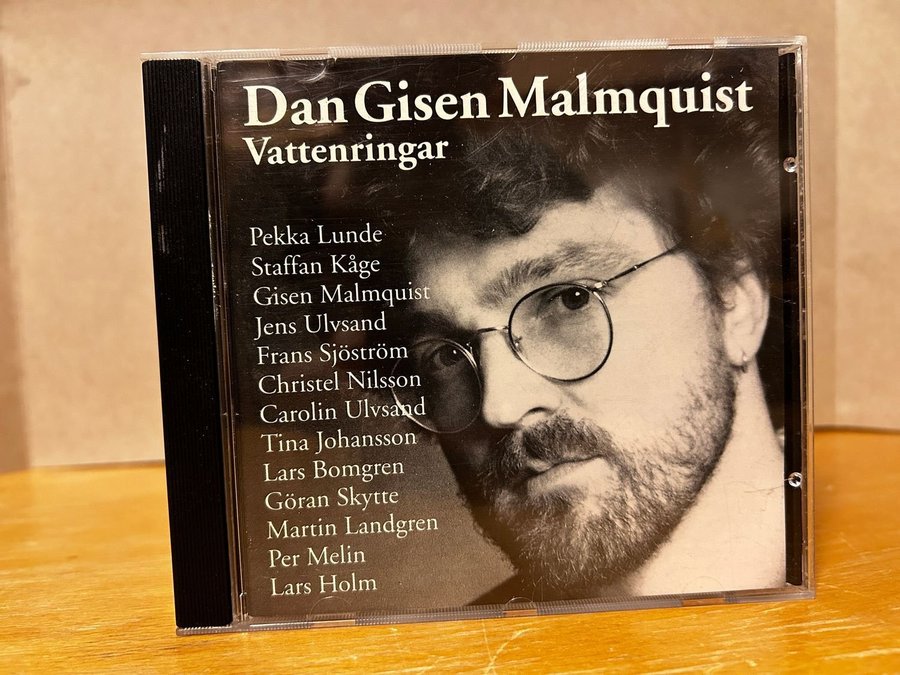 Dan Gisen Malmquist
Vattenringar
Pekka Lunde
Staffan Kåge
Gisen Malmquist
Jens Ulvsand
Frans Sjöström
Christel Nilsson
Carolin Ulvsand
Tina Johansson
Lars Bomgren
Göran Skytte
Martin Landgren
Per Melin
Lars Holm